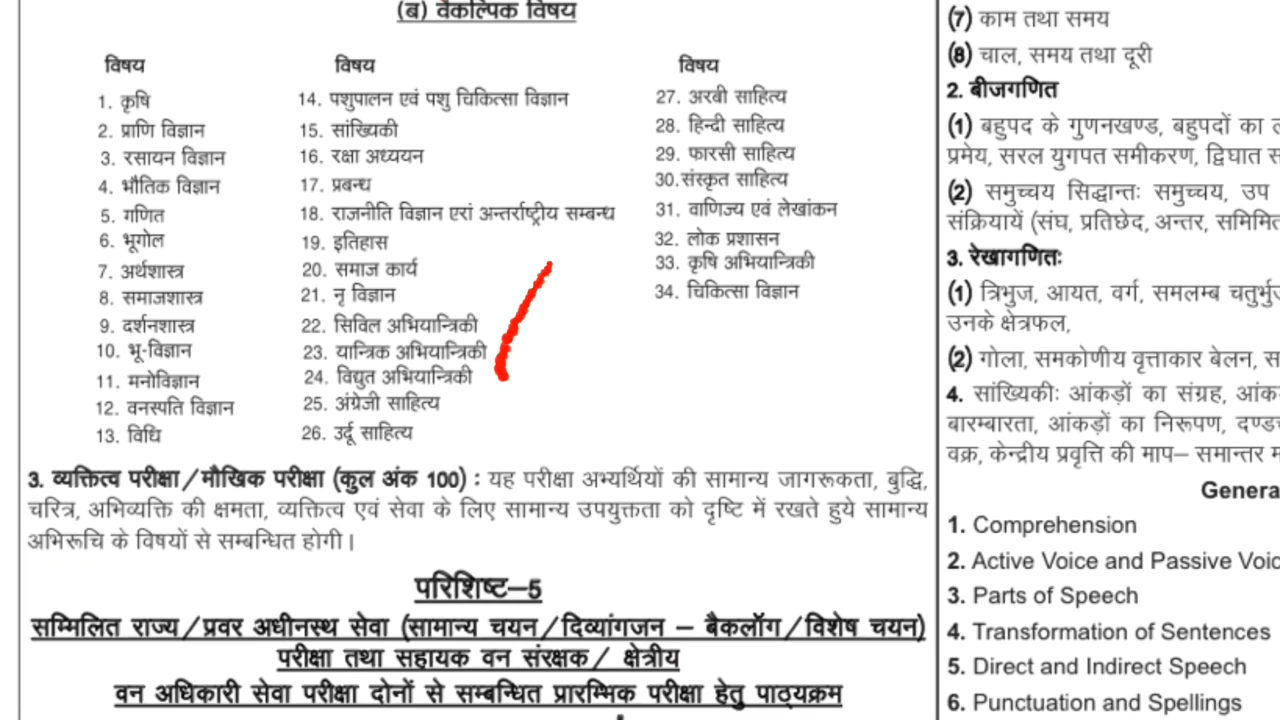 (ब) वैकल्पिक विषय
विषय
1. कृषि
2. प्राणि विज्ञान
3. रसायन विज्ञान
4. भौतिक विज्ञान
5. गणित
6. भूगोल
7. अर्थशास्त्र
8. समाजशास्त्र
9. दर्शनशास्त्र
10. भू-विज्ञान
11. मनोविज्ञान
12. वनस्पति विज्ञान
13. विधि
विषय
14. पशुपालन एवं पशु चिकित्सा विज्ञान
15. सांख्यिकी
16. रक्षा अध्ययन
17. प्रबन्ध
18. राजनीति विज्ञान एरां अन्तर्राष्ट्रीय सम्बन्ध
19. इतिहास
20. समाज कार्य
21. नृ विज्ञान
22. सिविल अभियान्त्रिकी
23. यान्त्रिक अभियान्त्रिकी
24. विद्युत अभियान्त्रिकी
25. अंग्रेजी साहित्य
26. उर्दू साहित्य
विषय
27. अरबी साहित्य
28. हिन्दी साहित्य
29. फारसी साहित्य
30.संस्कृत साहित्य
31. वाणिज्य एवं लेखांकन
32. लोक प्रशासन
33. कृषि अभियान्त्रिकी
34. चिकित्सा विज्ञान
3. व्यक्तित्व परीक्षा/मौखिक परीक्षा (कुल अंक 100) : यह परीक्षा अभ्यर्थियों की सामान्य जागरूकता, बुद्धि,
चरित्र, अभिव्यक्ति की क्षमता, व्यक्तित्व एवं सेवा के लिए सामान्य उपयुक्तता को दृष्टि में रखते हुये सामान्य
अभिरूचि के विषयों से सम्बन्धित होगी।
परिशिष्ट–5
सम्मिलित राज्य/प्रवर अधीनस्थ सेवा (सामान्य चयन/दिव्यांगजन – बैकलॉग/विशेष चयन)
परीक्षा तथा सहायक वन संरक्षक/ क्षेत्रीय
वन अधिकारी सेवा परीक्षा दोनों से सम्बन्धित प्रारम्भिक परीक्षा हेतु पाठ्यक्रम
(7) काम तथा समय
(8) चाल, समय तथा दूरी
2. बीजगणित
(1) बहुपद के गुणनखण्ड, बहुपदों का
प्रमेय, सरल युगपत समीकरण, द्विघात
(2) समुच्चय सिद्धान्तः समुच्चय, उप
संक्रियायें (संघ, प्रतिछेद, अन्तर,
3. रेखागणितः
(1) त्रिभुज, आयत, वर्ग, समलम्ब
उनके क्षेत्रफल,
(2) गोला, समकोणीय वृत्ताकार बेलन,
4. सांख्यिकीः आंकड़ों का संग्रह,
बारम्बारता, आंकड़ों का निरूपण,
वक्र, केन्द्रीय प्रवृत्ति की माप– समान्तर
Genera
1. Comprehension
2. Active Voice and Passive
3. Parts of Speech
4. Transformation of Sentences
5. Direct and Indirect Speech
6. Punctuation and Spellings